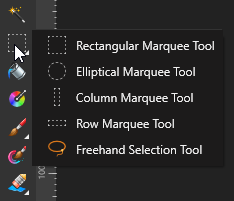 Rectangular Marquee Tool
Elliptical Marquee Tool
Column Marquee Tool
Row Marquee Tool
Freehand Selection Tool